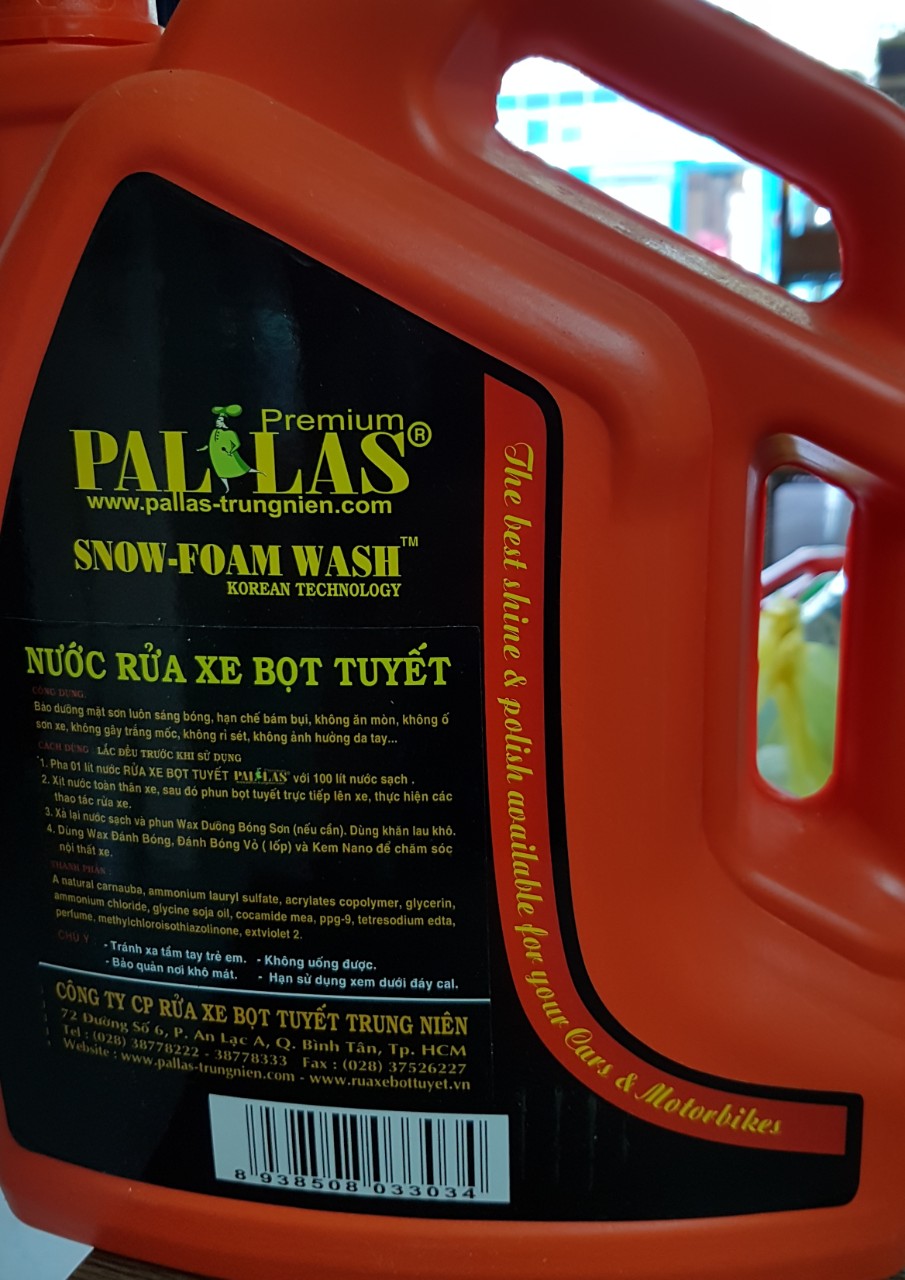 Premium
PALLAS®
www.pallas-trungnien.com
SNOW-FOAM WASH™
KOREAN TECHNOLOGY
NƯỚC RỬA XE BỌT TUYẾT
CÔNG DỤNG:
Bảo dưỡng mặt sơn luôn sáng bóng, hạn chế bám bụi, không ăn mòn, không ố
sơn xe, không gây trắng mốc, không rỉ sét, không ảnh hưởng da tay...
CÁCH DÙNG: LẮC ĐỀU TRƯỚC KHI SỬ DỤNG
1. Pha 01 lít nước RỬA XE BỌT TUYẾT PALLAS với 100 lít nước sạch .
2. Xịt nước toàn thân xe, sau đó phun bọt tuyết trực tiếp lên xe, thực hiện các
thao tác rửa xe.
3. Xả lại nước sạch và phun Wax Dưỡng Bóng Sơn (nếu cần). Dùng khăn lau khô.
4. Dùng Wax Đánh Bóng, Đánh Bóng Vỏ ( lốp) và Kem Nano để chăm sóc
nội thất xe.
THÀNH PHẦN :
A natural carnauba, ammonium lauryl sulfate, acrylates copolymer, glycerin,
ammonium chloride, glycine soja oil, cocamide mea, ppg-9, tetresodium edta,
perfume, methylchloroisothiazolinone, extviolet 2.
CHÚ Ý : - Tránh xa tầm tay trẻ em. - Không uống được.
- Bảo quản nơi khô mát. - Hạn sử dụng xem dưới đáy cal.
CÔNG TY CP RỬA XE BỌT TUYẾT TRUNG NIÊN
72 Đường Số 6, P. An Lạc A, Q. Bình Tân, Tp. HCM
Tel : (028) 38778222 - 38778333 Fax : (028) 37526227
Website : www.pallas-trungnien.com - www.ruaxebottuyet.vn
8 938508 033034
The best shine & polish available for your Cars & Motorbikes